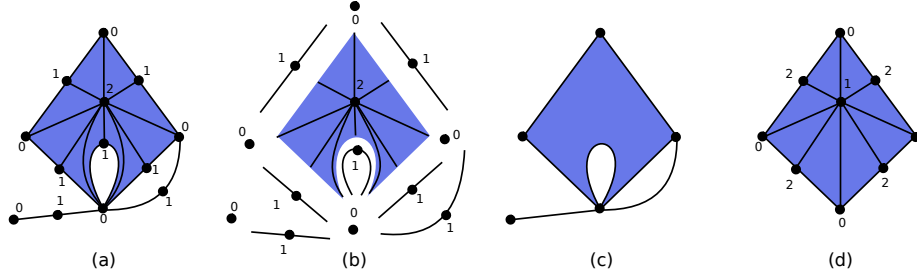 0 0
1 1 1 1 2 2
2 2 1
0 0 0 0 0
1 1
1 1 1 2 2
0 1 1 1 0 1 0
0 0 1
1
(a) (b) (c) (d)